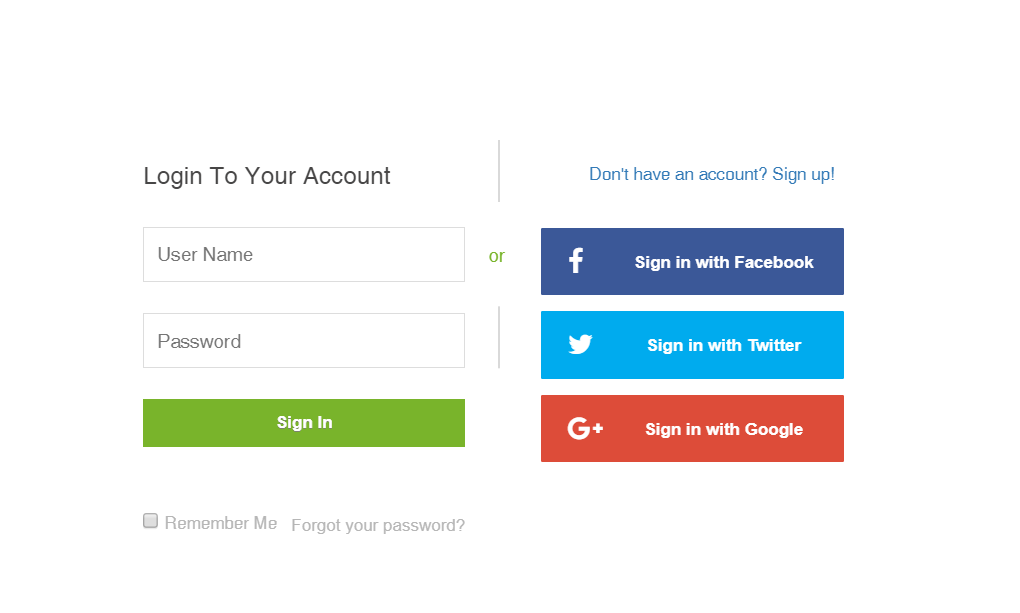 Login To Your Account
User Name
Password
Sign In
Remember Me
Forgot your password?
or
Don't have an account? Sign up!
Sign in with Facebook
Sign in with Twitter
G+ Sign in with Google